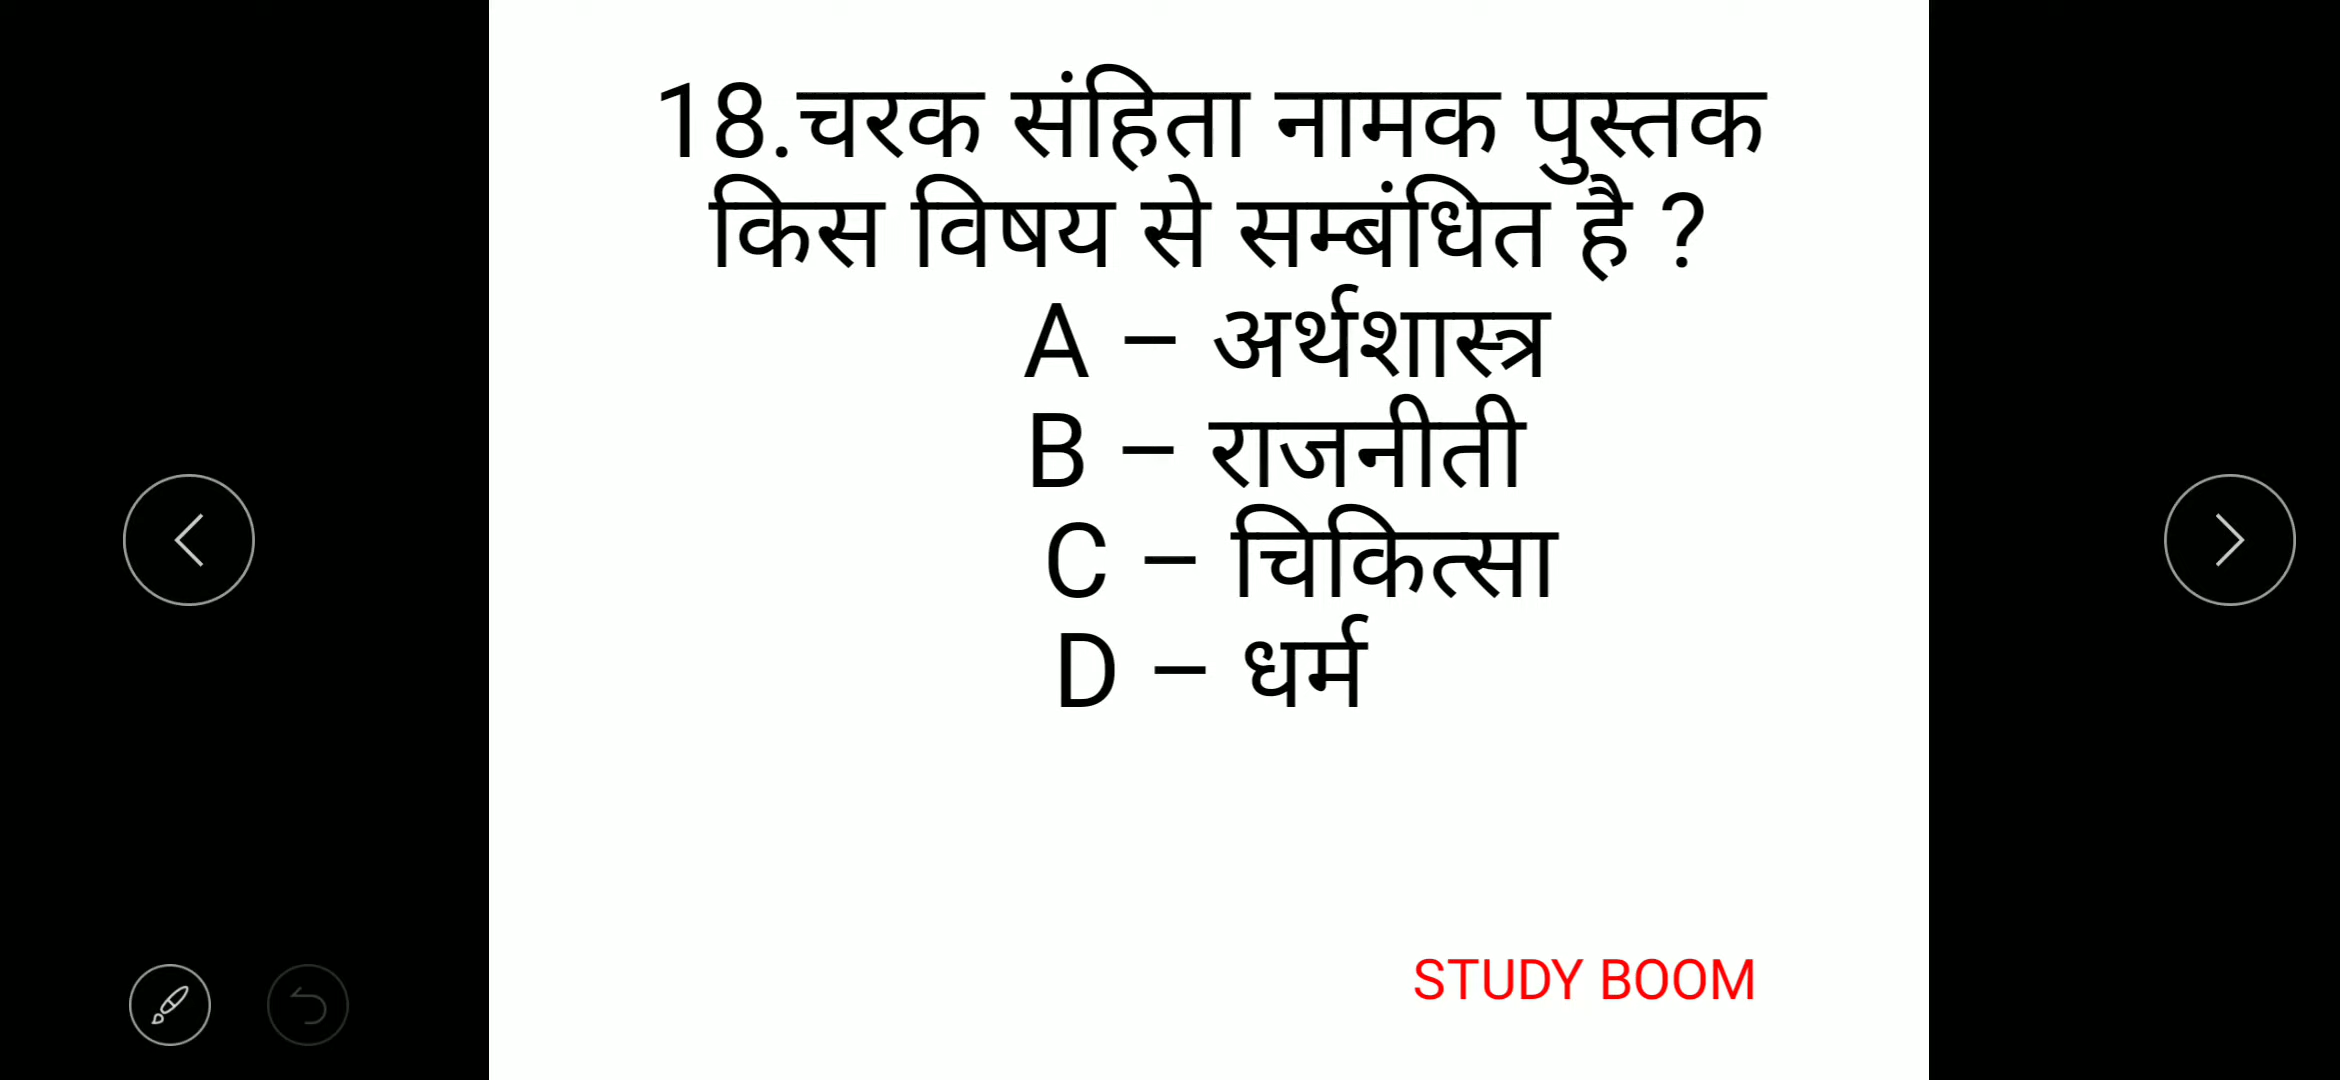 18.चरक संहिता नामक पुस्तक
किस विषय से सम्बंधित है ?
A – अर्थशास्त्र
B – राजनीती
C – चिकित्सा
D – धर्म
STUDY BOOM